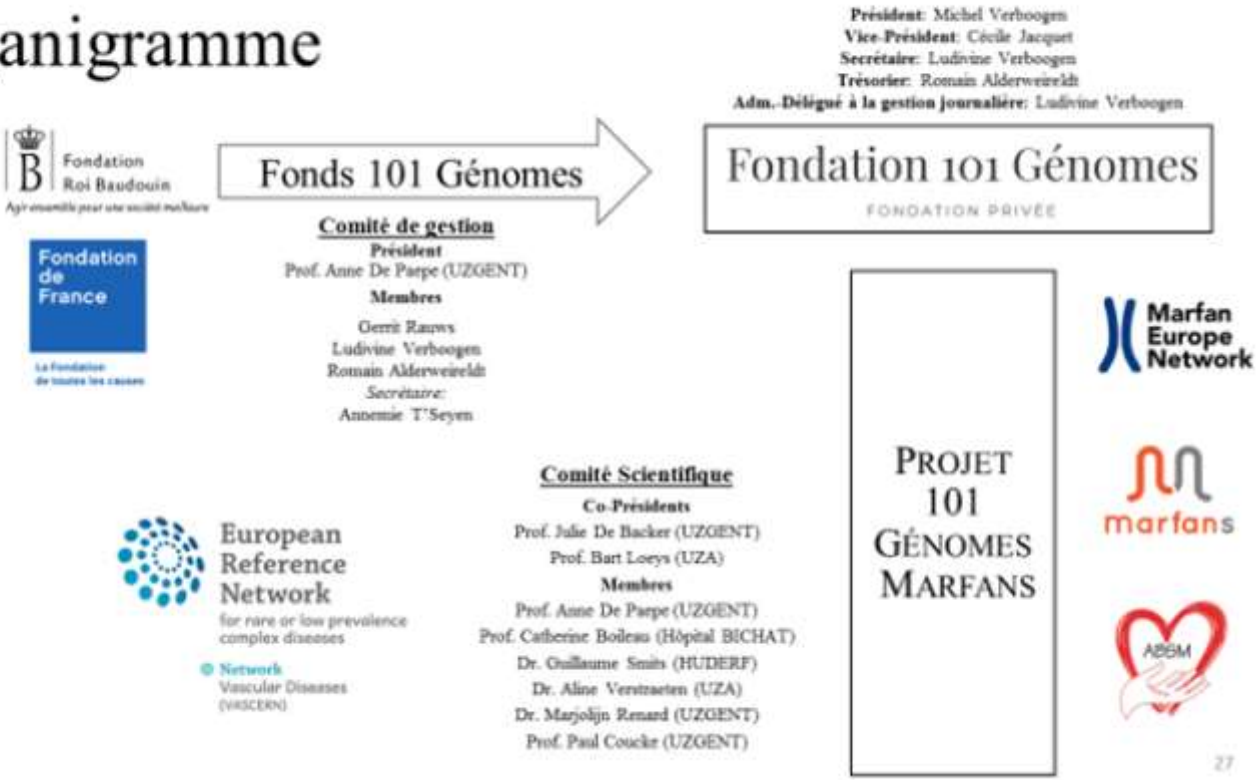 anigramme
Président: Michel Verboogen
Vice-Président: Cécile Jacquet
Secrétaire: Ludivine Verboogen
Trésorier: Romain Alderweireldt
Adm.-Délégué à la gestion journalière: Ludivine Verboogen
B
Fondation
Roi Baudouin
Agir ensemble pour une société meilleure
Fonds 101 Génomes
Fondation 101 Génomes
FONDATION PRIVÉE
Fondation
de
France
La Fondation
de toutes les causes
Comité de gestion
Président
Prof. Anne De Paepe (UZGENT)
Membres
Gerrit Rauws
Ludivine Verboogen
Romain Alderweireldt
Secrétaire:
Annemie T'Seyen
Marfan
Europe
Network
European
Reference
Network
for rare or low prevalence
complex diseases
Network
Vascular Diseases
(VASCERN)
Comité Scientifique
Co-Présidents
Prof. Julie De Backer (UZGENT)
Prof. Bart Loeys (UZA)
Membres
Prof. Anne De Paepe (UZGENT)
Prof. Catherine Boileau (Hôpital BICHAT)
Dr. Guillaume Smits (HUDERF)
Dr. Aline Verstraeten (UZA)
Dr. Marjolijn Renard (UZGENT)
Prof. Paul Coucke (UZGENT)
PROJET
101
GÉNOMES
MARFANS
marfans
ABSM
27